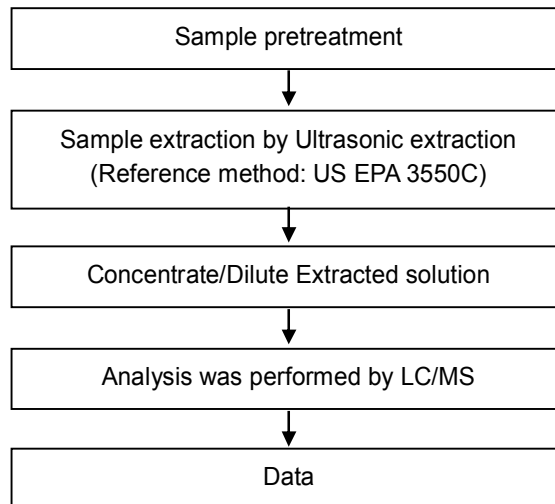 Sample pretreatment
Sample extraction by Ultrasonic extraction
(Reference method: US EPA 3550C)
Concentrate/Dilute Extracted solution
Analysis was performed by LC/MS
Data